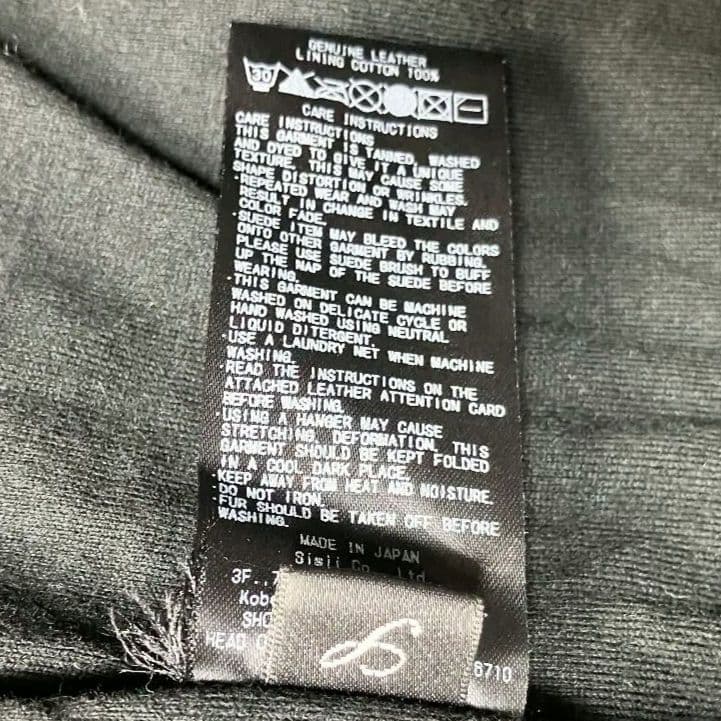 GENUINE LEATHER
LINING COTTON 100%
30
CARE INSTRUCTIONS
CARE INSTRUCTIONS
THIS GARMENT IS TANNED, WASHED
AND DYED TO GIVE IT A UNIQUE
TEXTURE. THIS MAY CAUSE SOME
SHAPE DISTORTION OR WRINKLES.
·REPEATED WEAR AND WASH MAY
RESULT IN CHANGE IN TEXTILE AND
COLOR FADE.
·SUEDE ITEM MAY BLEED THE COLORS
ONTO OTHER GARMENT BY RUBBING.
PLEASE USE SUEDE BRUSH TO BUFF
UP THE NAP OF THE SUEDE BEFORE
WEARING.
·THIS GARMENT CAN BE MACHINE
WASHED ON DELICATE CYCLE OR
HAND WASHED USING NEUTRAL
LIQUID DITERGENT.
·USE A LAUNDRY NET WHEN MACHINE
WASHING.
·READ THE INSTRUCTIONS ON THE
ATTACHED LEATHER ATTENTION CARD
BEFORE WASHING.
·USING A HANGER MAY CAUSE
STRETCHING, DEFORMATION. THIS
GARMENT SHOULD BE KEPT FOLDED
IN A COOL DARK PLACE.
·KEEP AWAY FROM HEAT AND MOISTURE.
·DO NOT IRON.
·FUR SHOULD BE TAKEN OFF BEFORE
WASHING.
MADE IN JAPAN
Sisii Co., Ltd.
3F.,
Kobe
SHO
HEAD O
6710